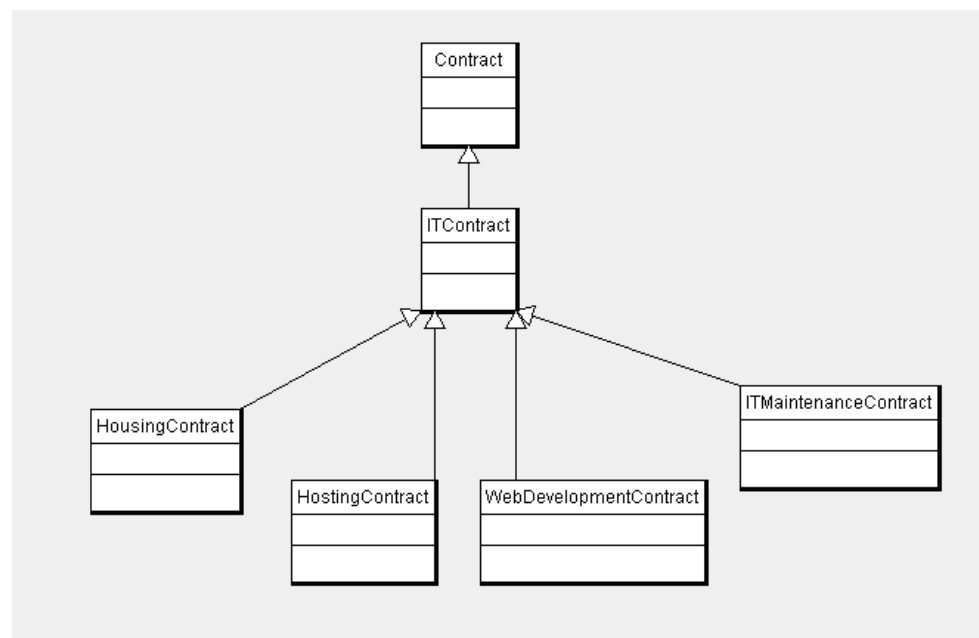 Contract
ITContract
HousingContract
ITMaintenanceContract
HostingContract
WebDevelopmentContract